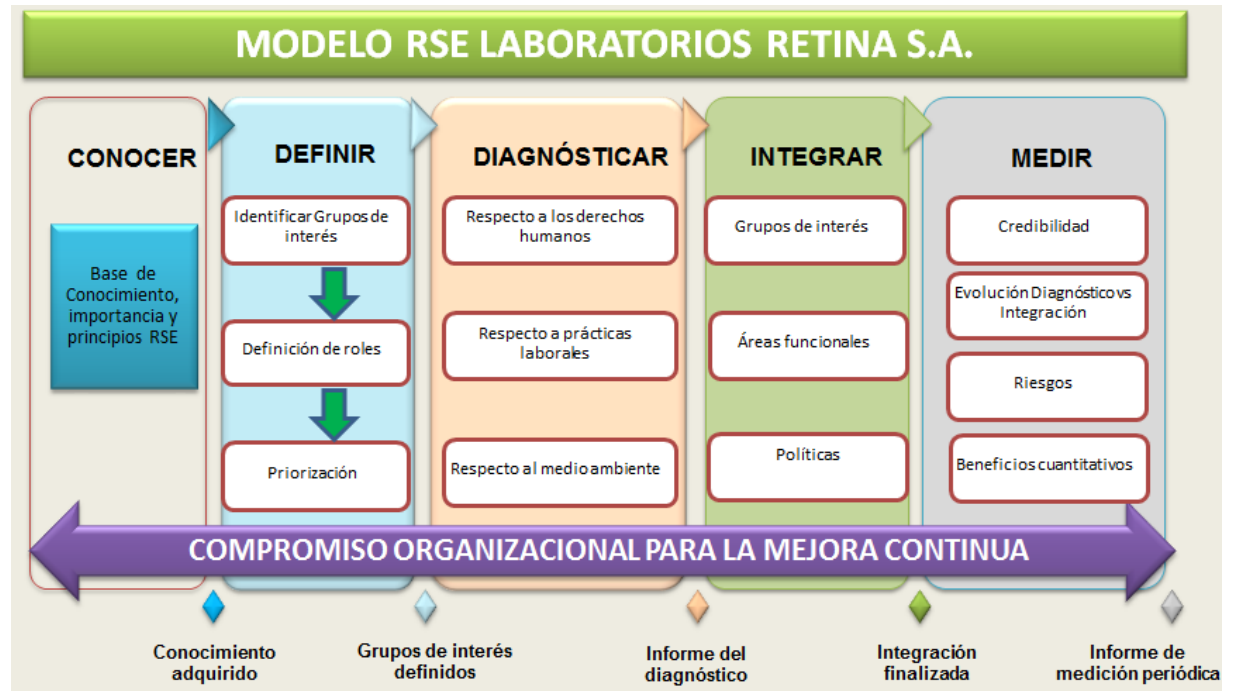 MODELO RSE LABORATORIOS RETINA S.A.
CONOCER
Base de
Conocimiento,
importancia y
principios RSE
DEFINIR
Identificar Grupos de
interés
Definición de roles
Priorización
DIAGNÓSTICAR
Respecto a los derechos
humanos
Respecto a prácticas
laborales
Respecto al medio ambiente
INTEGRAR
Grupos de interés
Áreas funcionales
Políticas
MEDIR
Credibilidad
Evolución Diagnóstico vs
Integración
Riesgos
Beneficios cuantitativos
COMPROMISO ORGANIZACIONAL PARA LA MEJORA CONTINUA
Conocimiento
adquirido
Grupos de interés
definidos
Informe del
diagnóstico
Integración
finalizada
Informe de
medición periódica